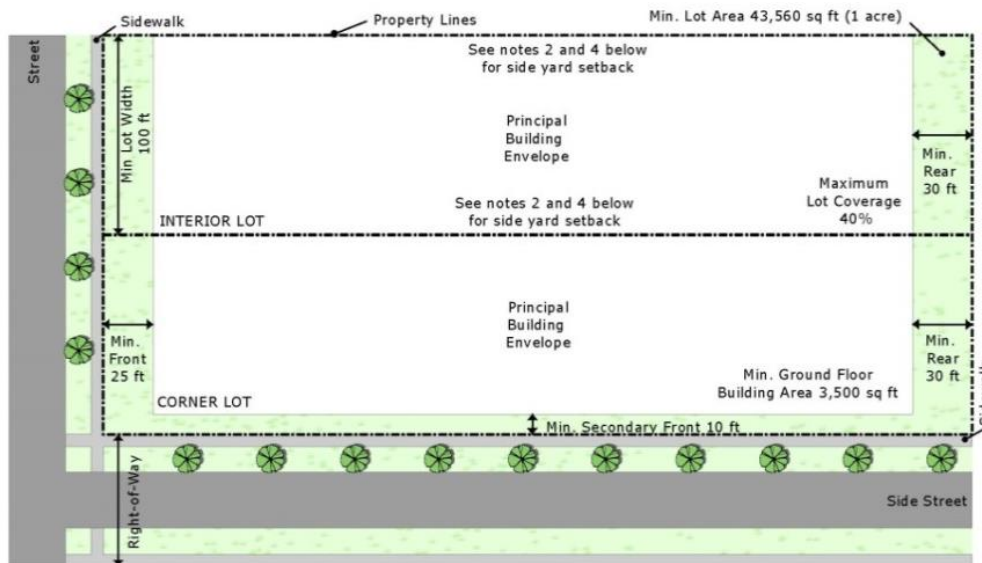 Sidewalk
Property Lines
Min. Lot Area 43,560 sq ft (1 acre)
Street
See notes 2 and 4 below
for side yard setback
Min Lot Width
100 ft
Principal
Building
Envelope
Min.
Rear
30 ft
Maximum
Lot Coverage
40%
See notes 2 and 4 below
for side yard setback
INTERIOR LOT
Principal
Building
Envelope
Min.
Front
25 ft
Min.
Rear
30 ft
Min. Ground Floor
Building Area 3,500 sq ft
CORNER LOT
Min. Secondary Front 10 ft
Right-of-Way
Side Street